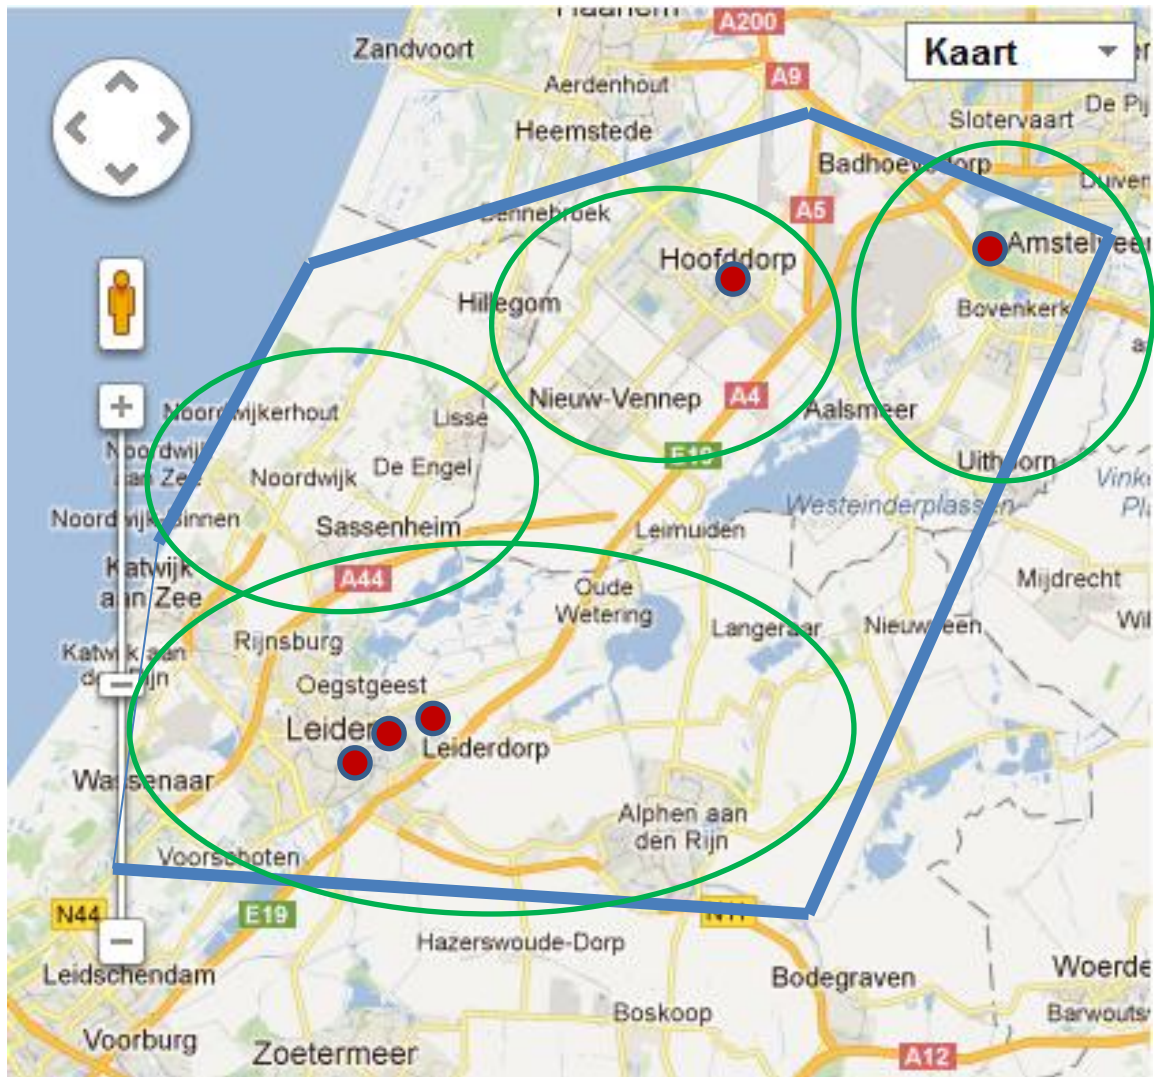 Haarlem
A200
Zandvoort
Kaart
A9
Aerdenhout
De Pij
Slotervaart
Heemstede
Badhoevedorp
Duiven
Bennebroek
A5
Amstelveen
Hoofddorp
Hillegom
Bovenkerk
Nieuw-Vennep
A4
Aalsmeer
Noordwijkerhout
Lisse
Noordwijk
aan Zee
E19
De Engel
Uithoorn
Noordwijk
Westeinderplassen
Noordwijk-Binnen
Sassenheim
Leimuiden
Katwijk
aan Zee
A44
Oude
Wetering
Mijdrecht
Rijnsburg
Langeraar
Nieuwveen
Wil
Katwijk aan
den Rijn
Oegstgeest
Leiden
Leiderdorp
Wassenaar
Alphen aan
den Rijn
Voorschoten
N44
E19
N11
Hazerswoude-Dorp
Leidschendam
Bodegraven
Woerde
Boskoop
Barwouts
Voorburg
Zoetermeer
A12